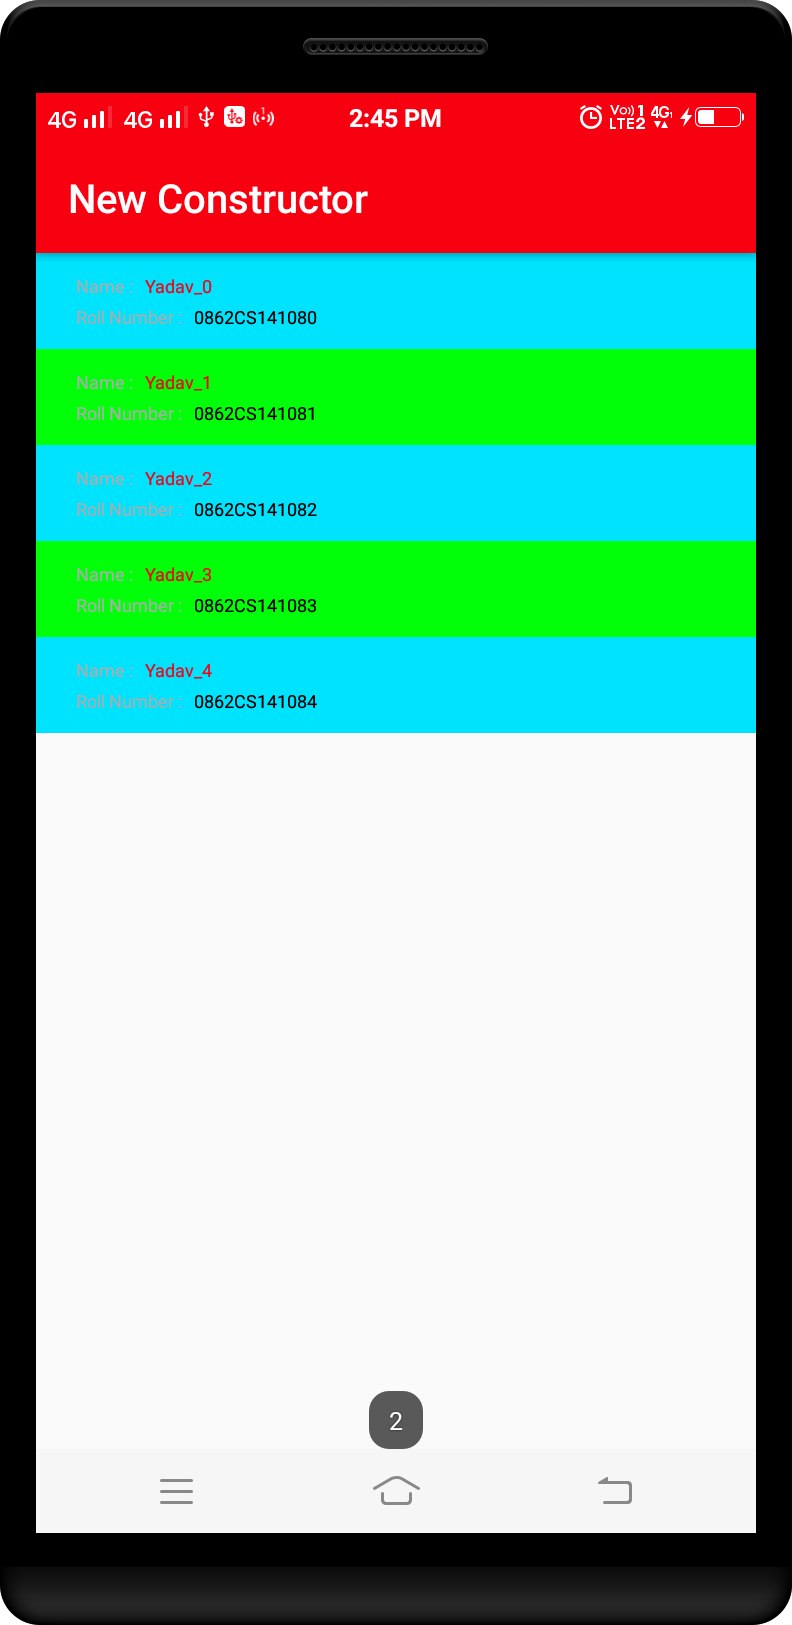 4G 4G 2:45 PM Vo)) 1 LTE2 4G
New Constructor
Name : Yadav_0
Roll Number : 0862CS141080
Name : Yadav_1
Roll Number : 0862CS141081
Name : Yadav_2
Roll Number : 0862CS141082
Name : Yadav_3
Roll Number : 0862CS141083
Name : Yadav_4
Roll Number : 0862CS141084
2